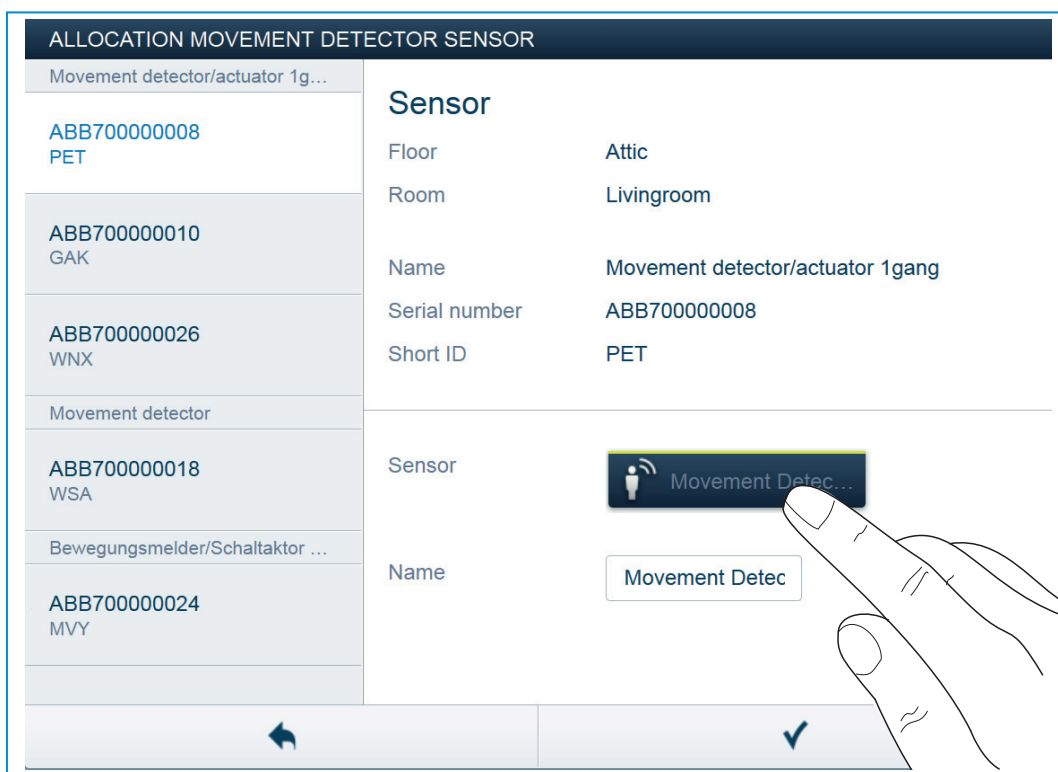 ALLOCATION MOVEMENT DETECTOR SENSOR
Movement detector/actuator 1g...
ABB700000008
PET
ABB700000010
GAK
ABB700000026
WNX
Movement detector
ABB700000018
WSA
Bewegungsmelder/Schaltaktor ...
ABB700000024
MVY
Sensor
Floor Attic
Room Livingroom
Name Movement detector/actuator 1gang
Serial number ABB700000008
Short ID PET
Sensor Movement Detec...
Name Movement Detec